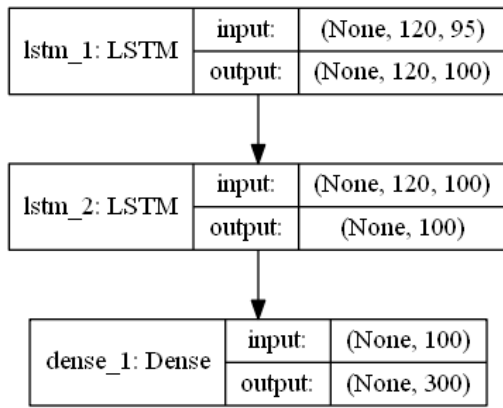 lstm_1: LSTM
input: (None, 120, 95)
output: (None, 120, 100)
lstm_2: LSTM
input: (None, 120, 100)
output: (None, 100)
dense_1: Dense
input: (None, 100)
output: (None, 300)